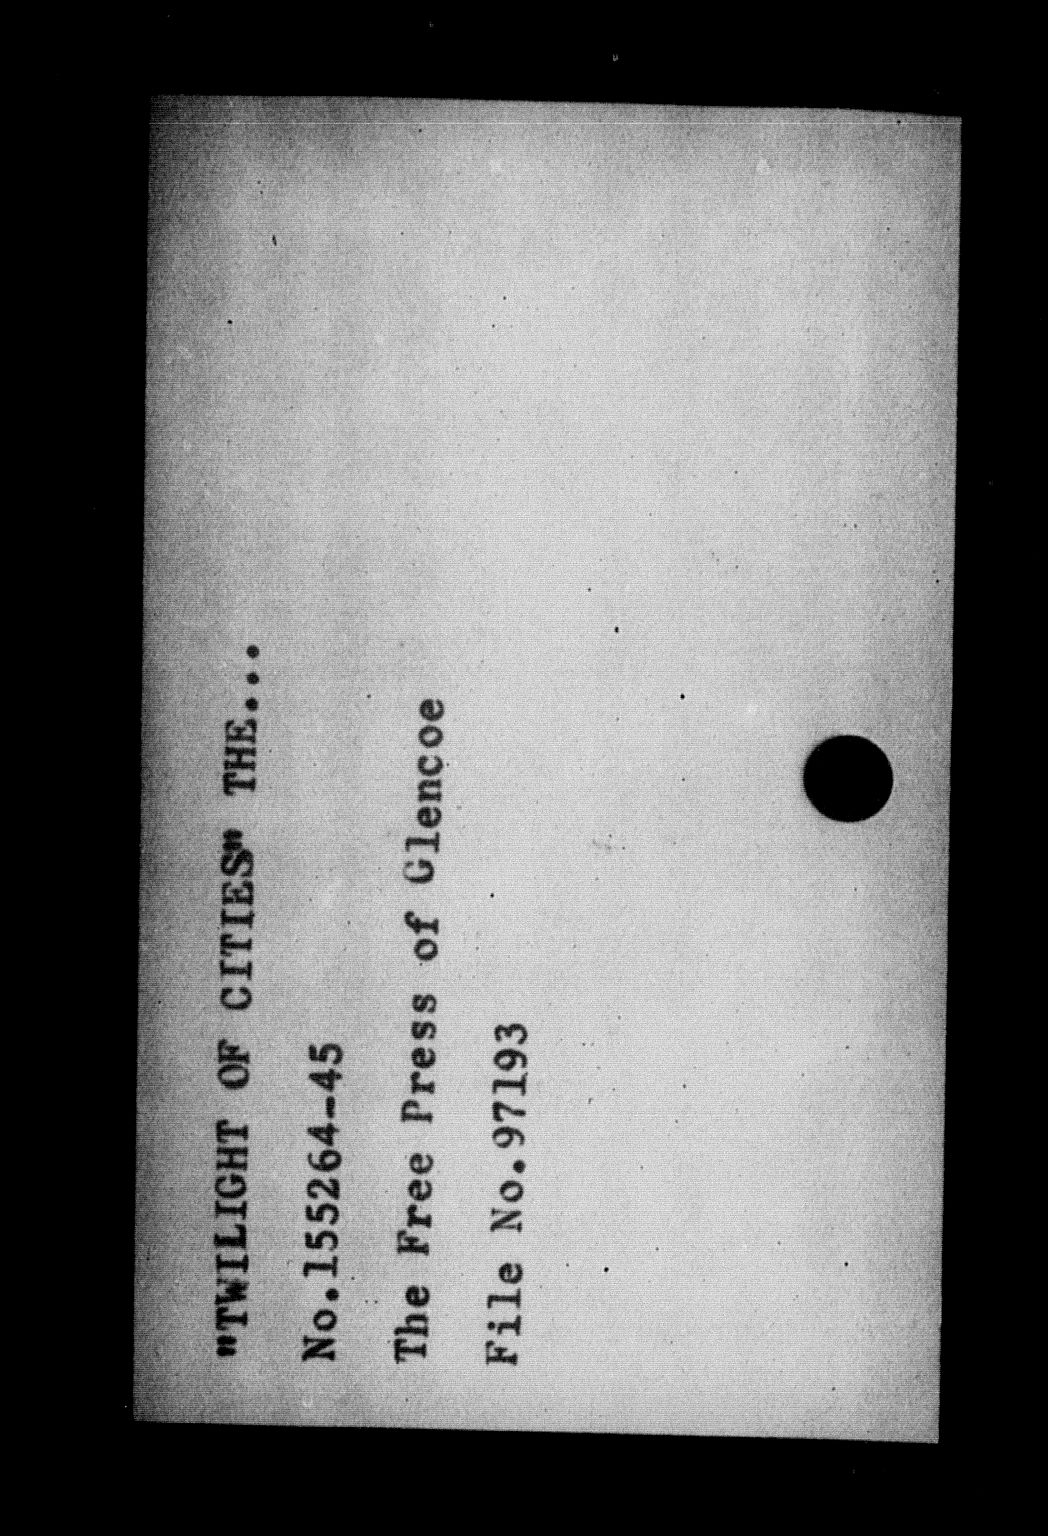 "TWILIGHT OF CITIES" THE...
No.155264-45
The Free Press of Glencoe
File No.97193